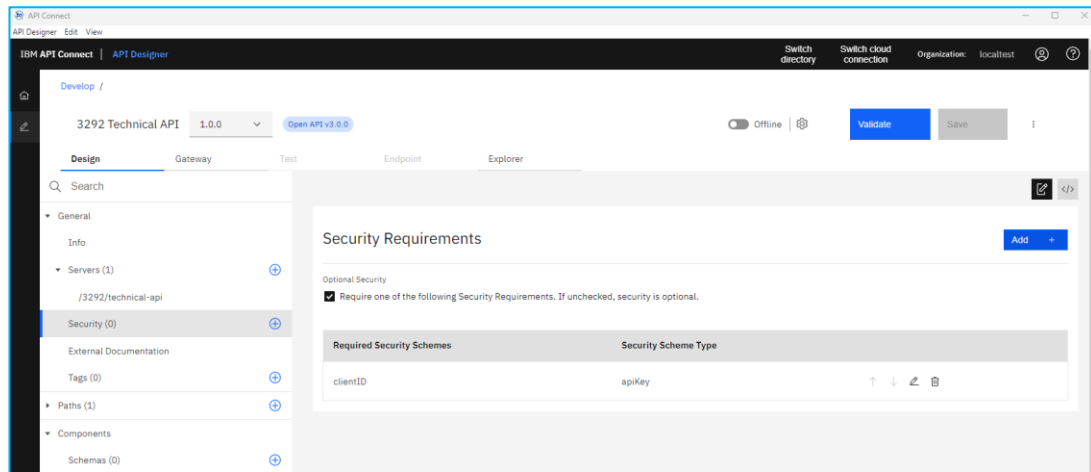 API Connect
API Designer Edit View
IBM API Connect | API Designer
Switch directory
Switch cloud connection
Organization: localtest
Develop /
3292 Technical API
1.0.0
Open API v3.0.0
Offline
Validate
Save
Design
Gateway
Test
Endpoint
Explorer
Search
General
Info
Servers (1)
/3292/technical-api
Security (0)
External Documentation
Tags (0)
Paths (1)
Components
Schemas (0)
</>
Security Requirements
Add +
Optional Security
Require one of the following Security Requirements. If unchecked, security is optional.
Required Security Schemes
Security Scheme Type
clientID
apiKey